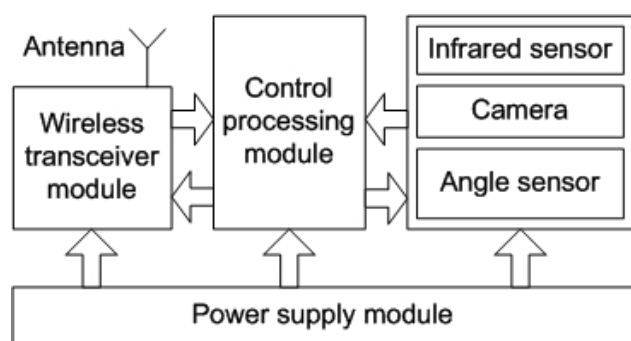 Antenna
Wireless
transceiver
module
Control
processing
module
Infrared sensor
Camera
Angle sensor
Power supply module